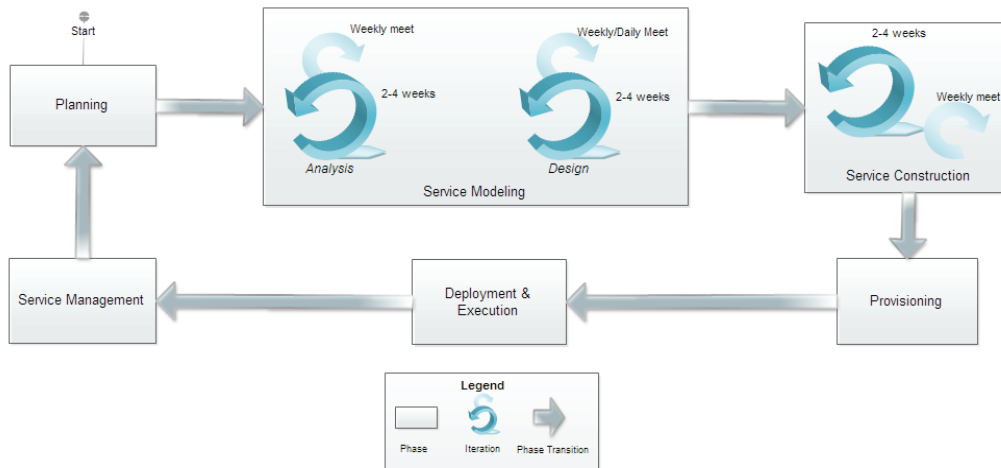 Start
Planning
Weekly meet
2-4 weeks
Analysis
Weekly/Daily Meet
2-4 weeks
Design
Service Modeling
2-4 weeks
Weekly meet
Service Construction
Service Management
Deployment &
Execution
Provisioning
Legend
Phase
Iteration
Phase Transition